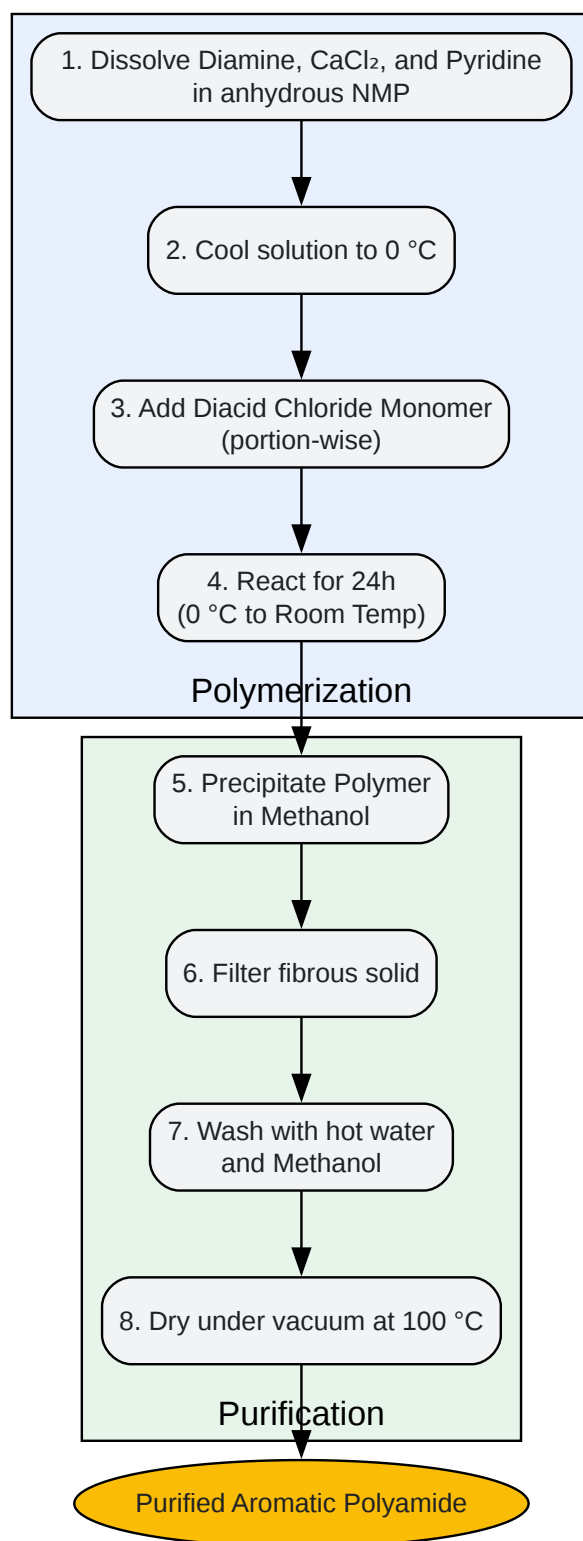 1. Dissolve Diamine, CaCl₂, and Pyridine
in anhydrous NMP
2. Cool solution to 0 °C
3. Add Diacid Chloride Monomer
(portion-wise)
4. React for 24h
(0 °C to Room Temp)
Polymerization
5. Precipitate Polymer
in Methanol
6. Filter fibrous solid
7. Wash with hot water
and Methanol
8. Dry under vacuum at 100 °C
Purification
Purified Aromatic Polyamide